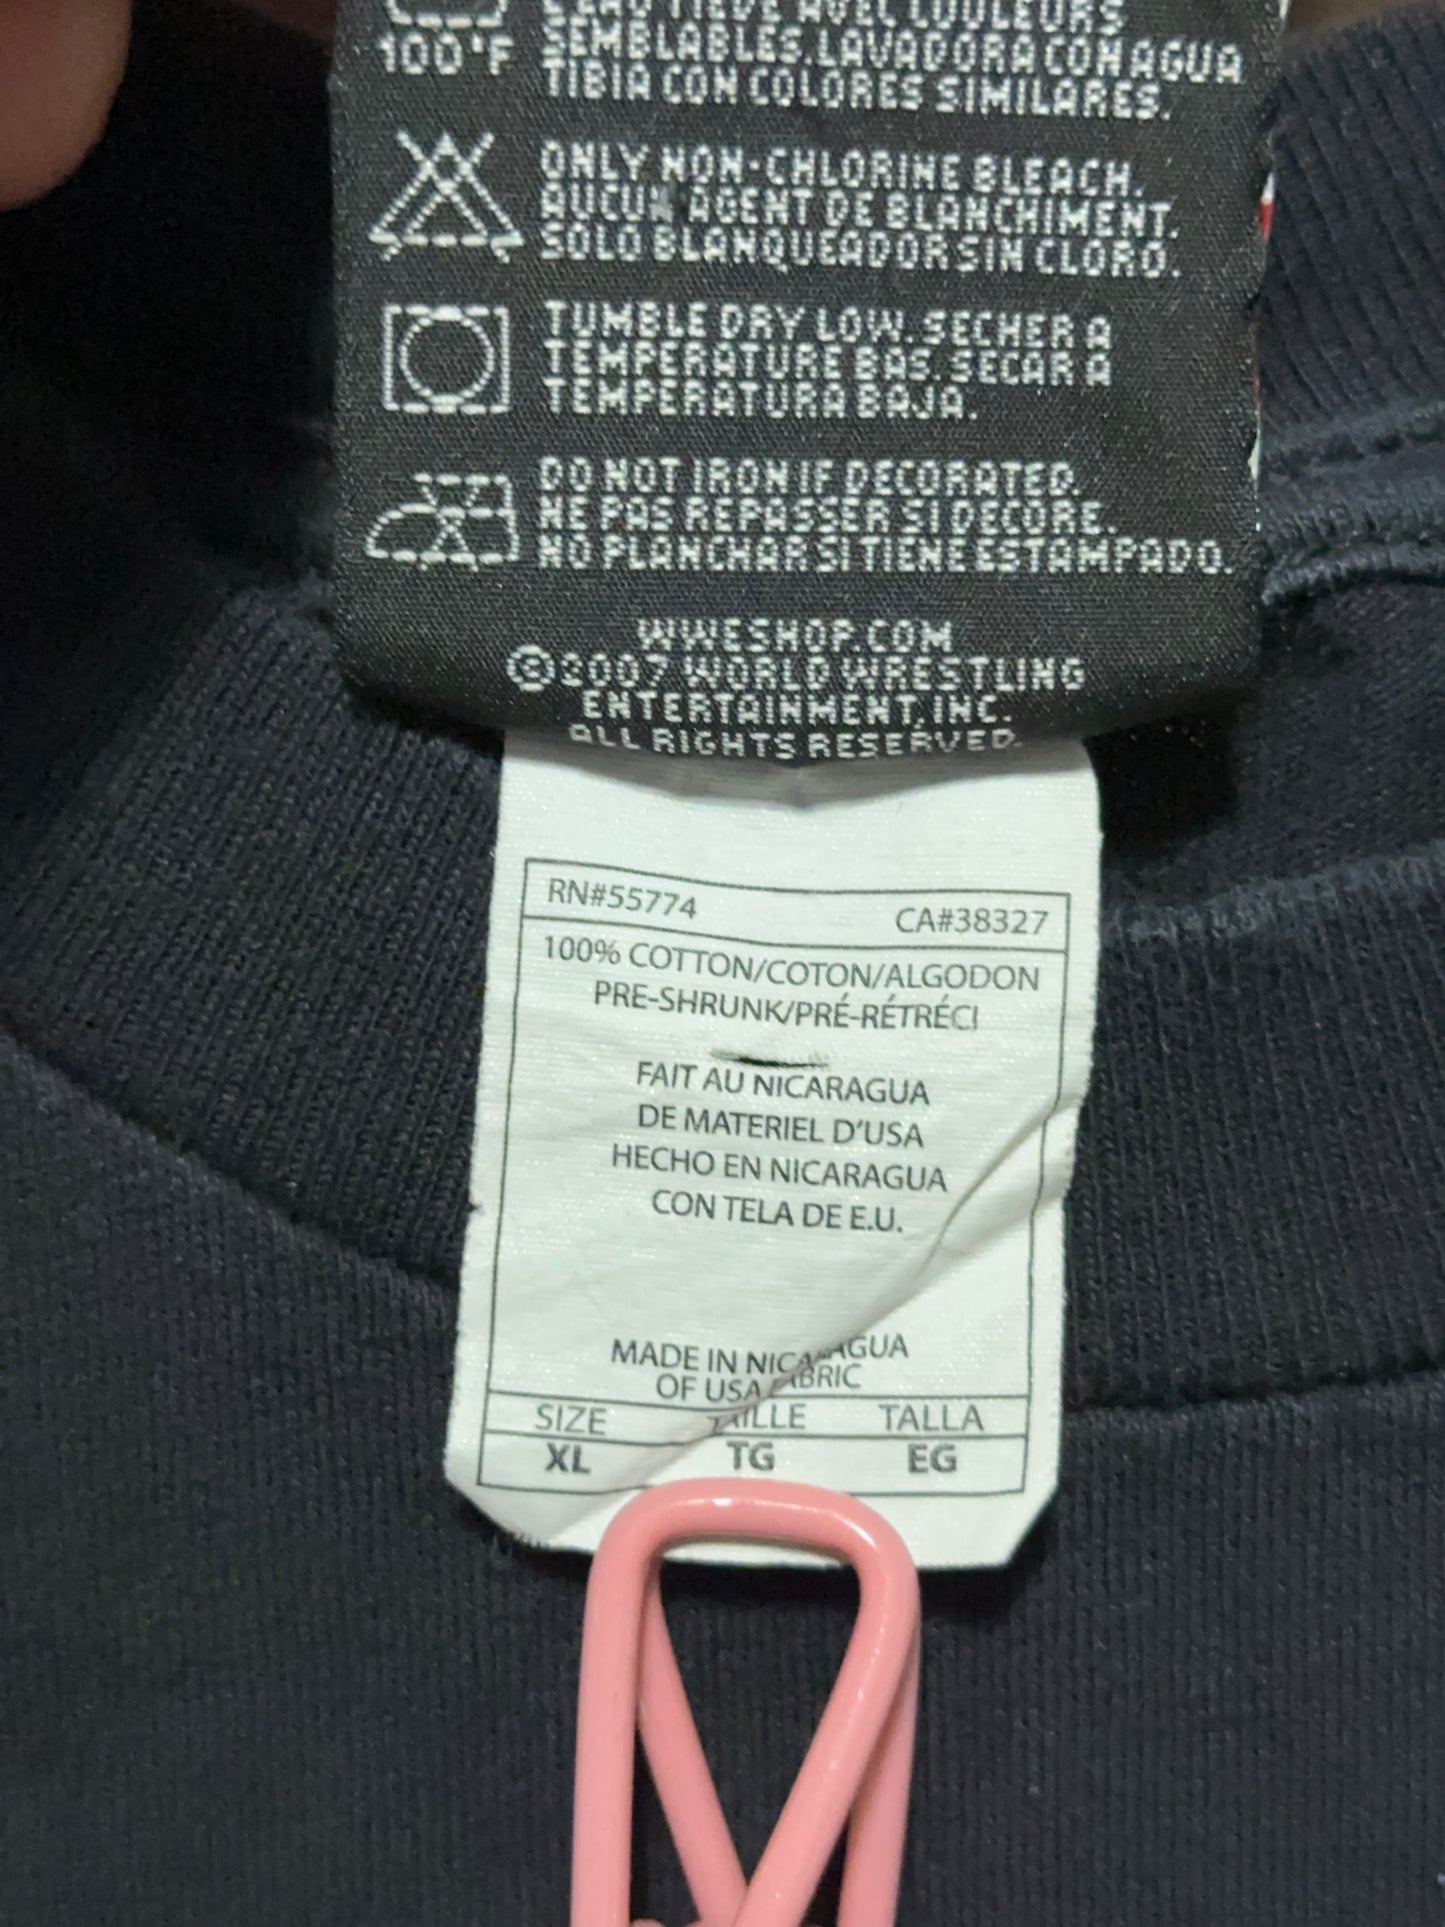 100°F
SEMBLABLES. LAVADORA CON AGUA
TIBIA CON COLORES SIMILARES.
ONLY NON-CHLORINE BLEACH.
AUCUN AGENT DE BLANCHIMENT.
SOLO BLANQUEADOR SIN CLORO.
TUMBLE DRY LOW. SECHER A
TEMPERATURE BAS. SECAR A
TEMPERATURA BAJA.
DO NOT IRON IF DECORATED.
NE PAS REPASSER SI DECORE.
NO PLANCHAR SI TIENE ESTAMPADO.
WWESHOP.COM
©2007 WORLD WRESTLING
ENTERTAINMENT, INC.
ALL RIGHTS RESERVED.
RN#55774 CA#38327
100% COTTON/COTON/ALGODON
PRE-SHRUNK/PRÉ-RÉTRÉCI
FAIT AU NICARAGUA
DE MATERIEL D'USA
HECHO EN NICARAGUA
CON TELA DE E.U.
MADE IN NICARAGUA
OF USA FABRIC
SIZE TAILLE TALLA
XL TG EG